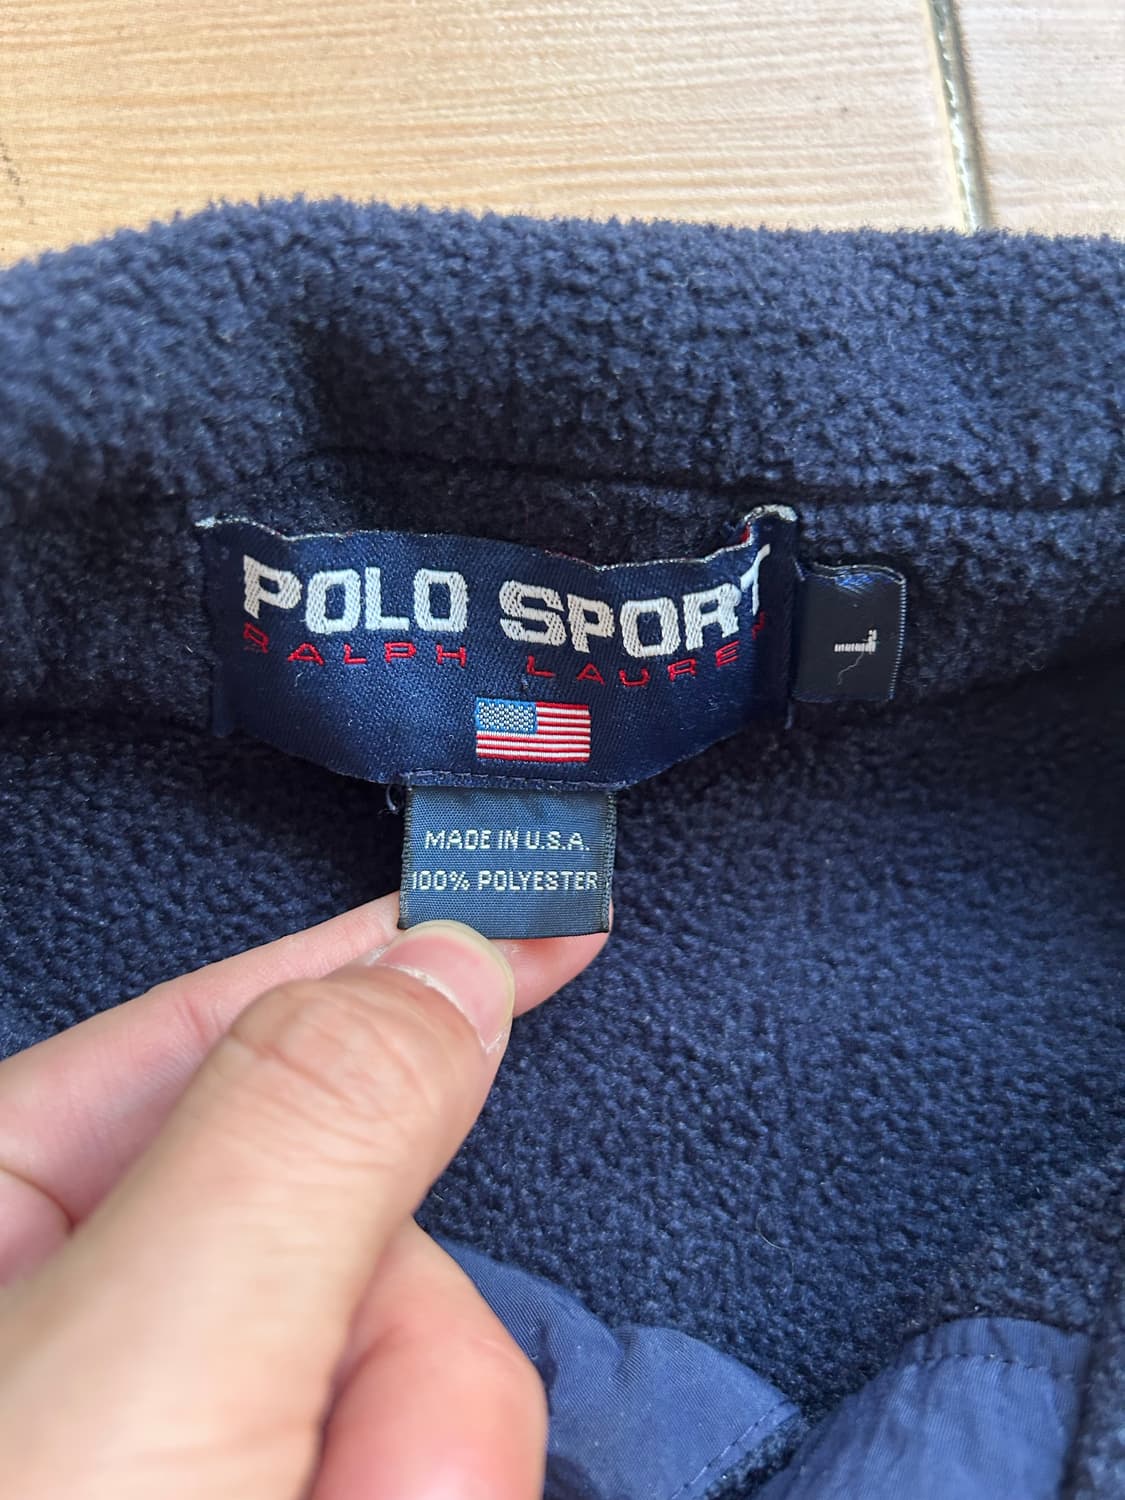 POLO SPORT
RALPH LAUREN
L
MADE IN U.S.A.
100% POLYESTER